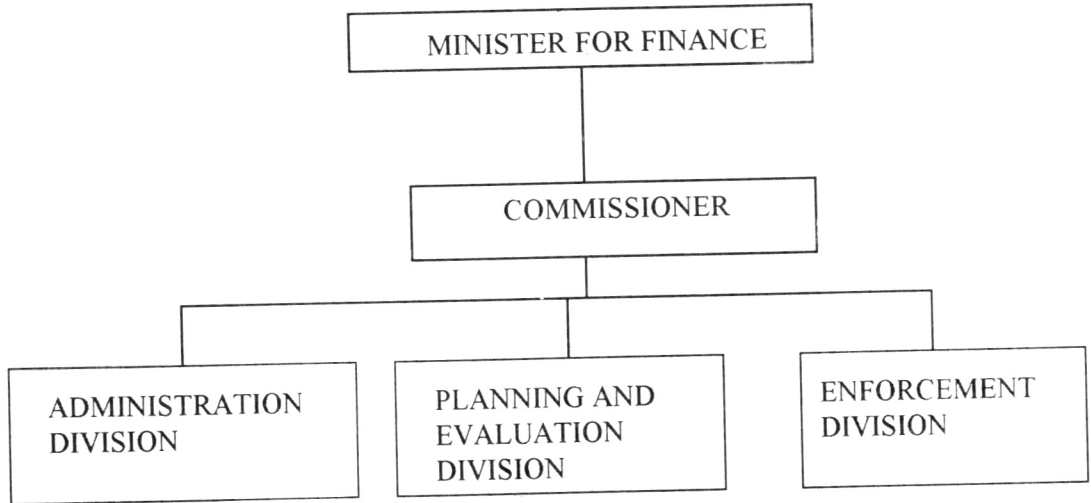 MINISTER FOR FINANCE
COMMISSIONER
ADMINISTRATION
DIVISION
PLANNING AND
EVALUATION
DIVISION
ENFORCEMENT
DIVISION